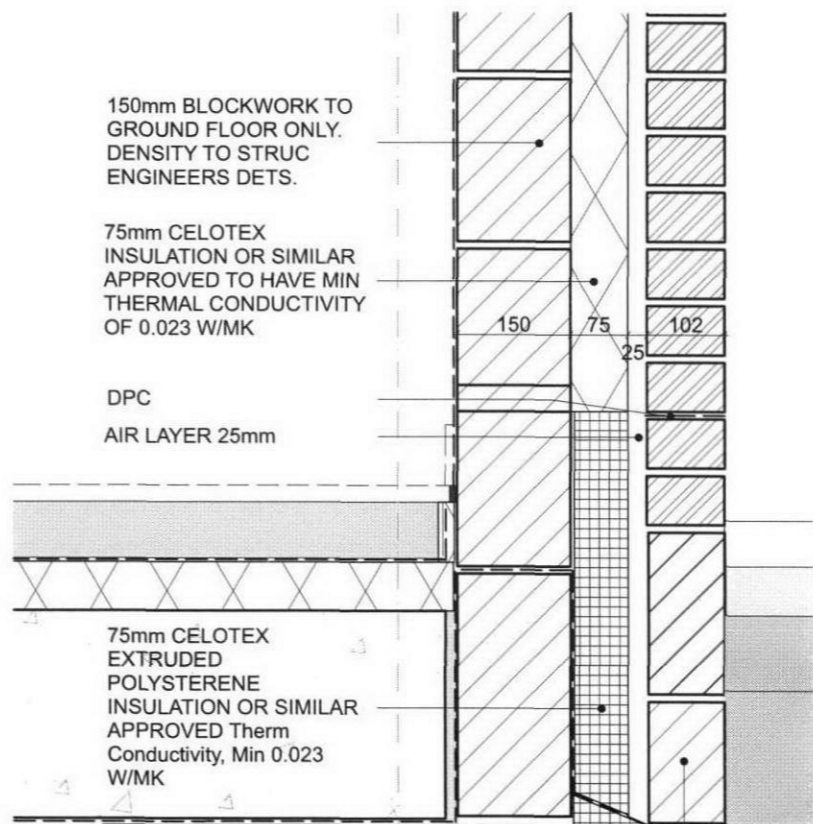 150mm BLOCKWORK TO
GROUND FLOOR ONLY.
DENSITY TO STRUC
ENGINEERS DETS.
75mm CELOTEX
INSULATION OR SIMILAR
APPROVED TO HAVE MIN
THERMAL CONDUCTIVITY
OF 0.023 W/MK
150
75
25
102
DPC
AIR LAYER 25mm
75mm CELOTEX
EXTRUDED
POLYSTERENE
INSULATION OR SIMILAR
APPROVED Therm
Conductivity, Min 0.023
W/MK